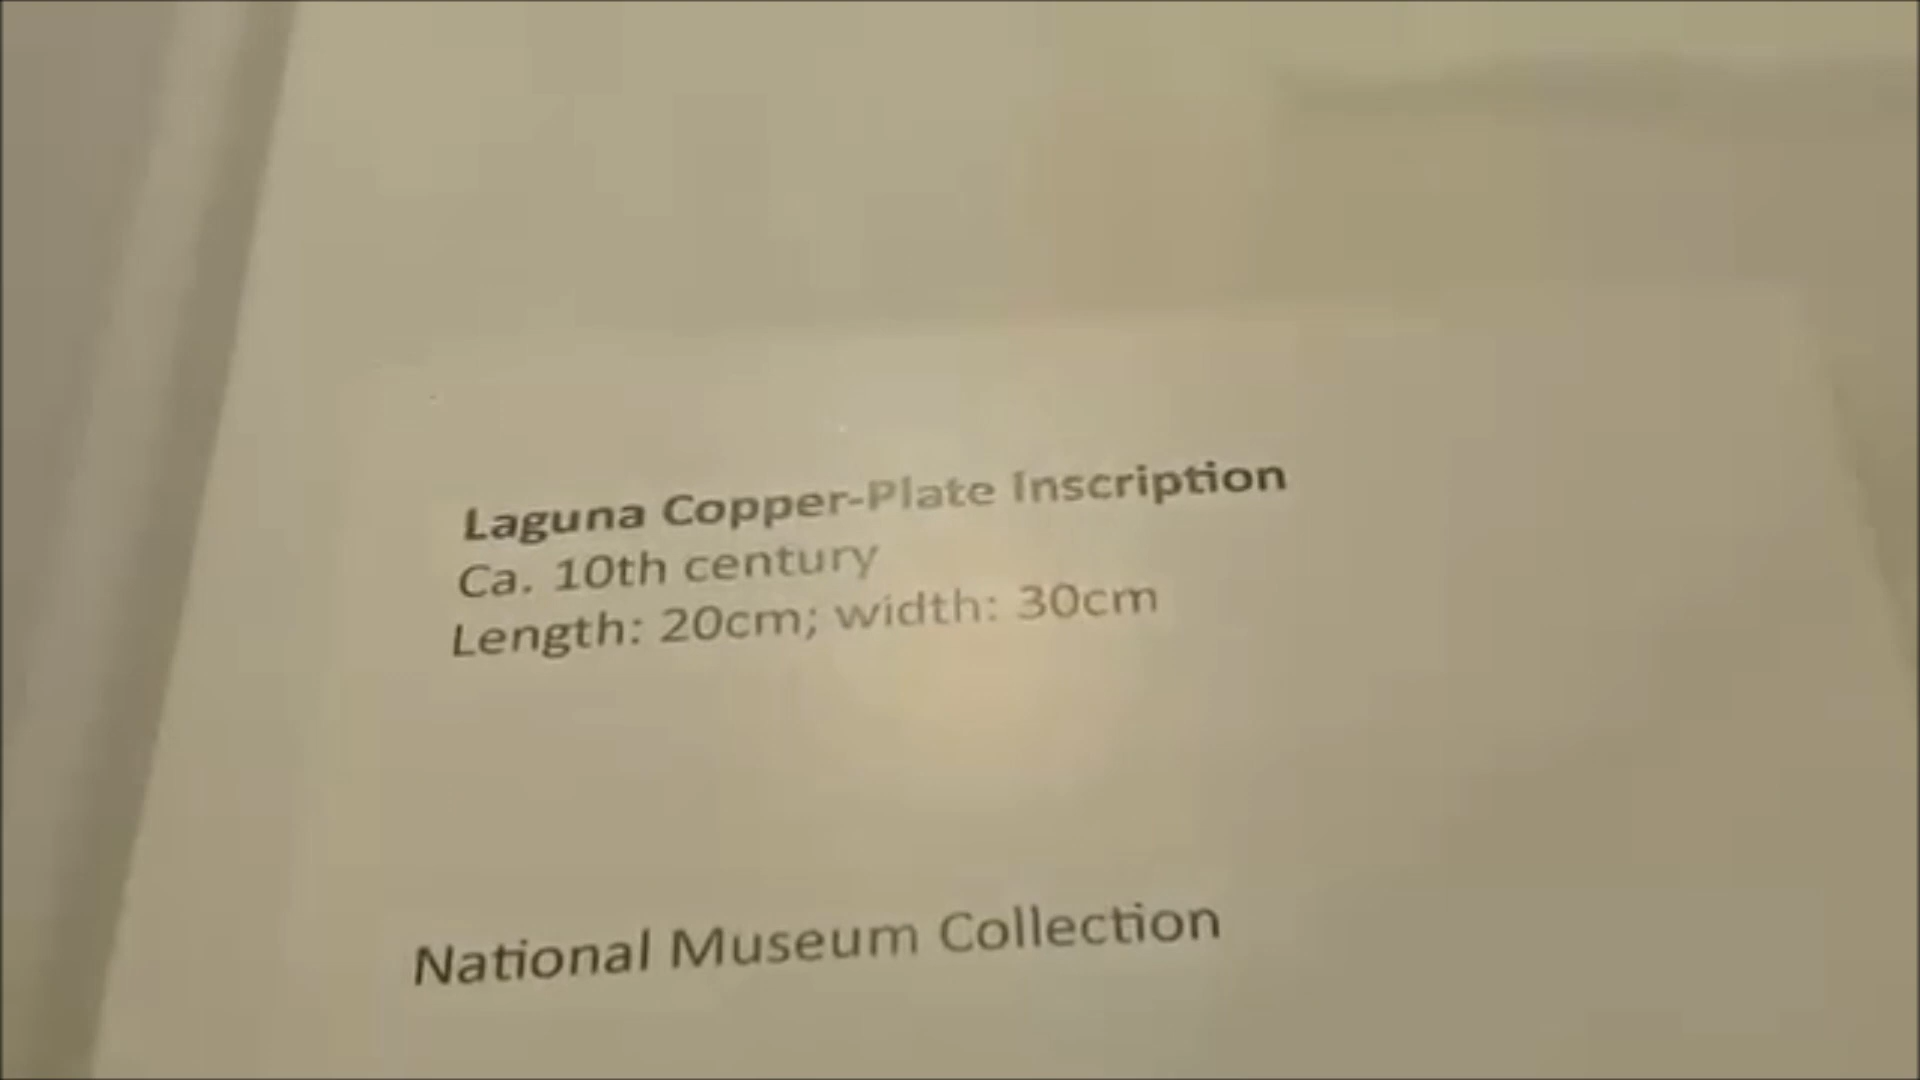 Laguna Copper-Plate Inscription
Ca. 10th century
Length: 20cm; width: 30cm
National Museum Collection